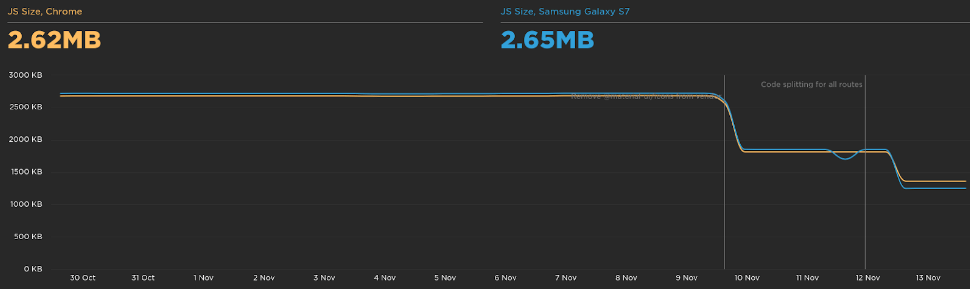 JS Size, Chrome
2.62MB
JS Size, Samsung Galaxy S7
2.65MB
3000 KB
2500 KB
2000 KB
1500 KB
1000 KB
500 KB
0 KB
Code splitting for all routes
Remove @material-ui/icons from
30 Oct 31 Oct 1 Nov 2 Nov 3 Nov 4 Nov 5 Nov 6 Nov 7 Nov 8 Nov 9 Nov 10 Nov 11 Nov 12 Nov 13 Nov